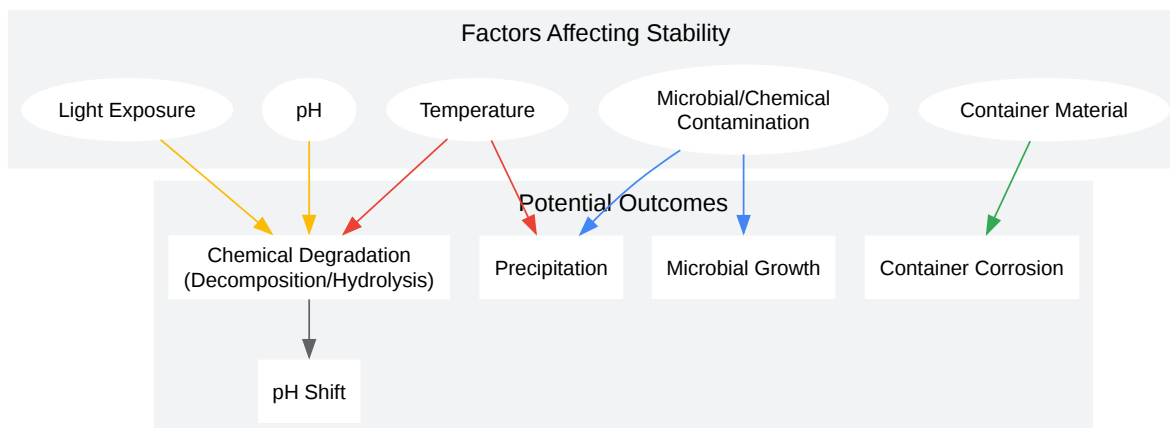 Factors Affecting Stability
Light Exposure
pH
Temperature
Microbial/Chemical
Contamination
Container Material
Potential Outcomes
Chemical Degradation
(Decomposition/Hydrolysis)
Precipitation
Microbial Growth
Container Corrosion
pH Shift